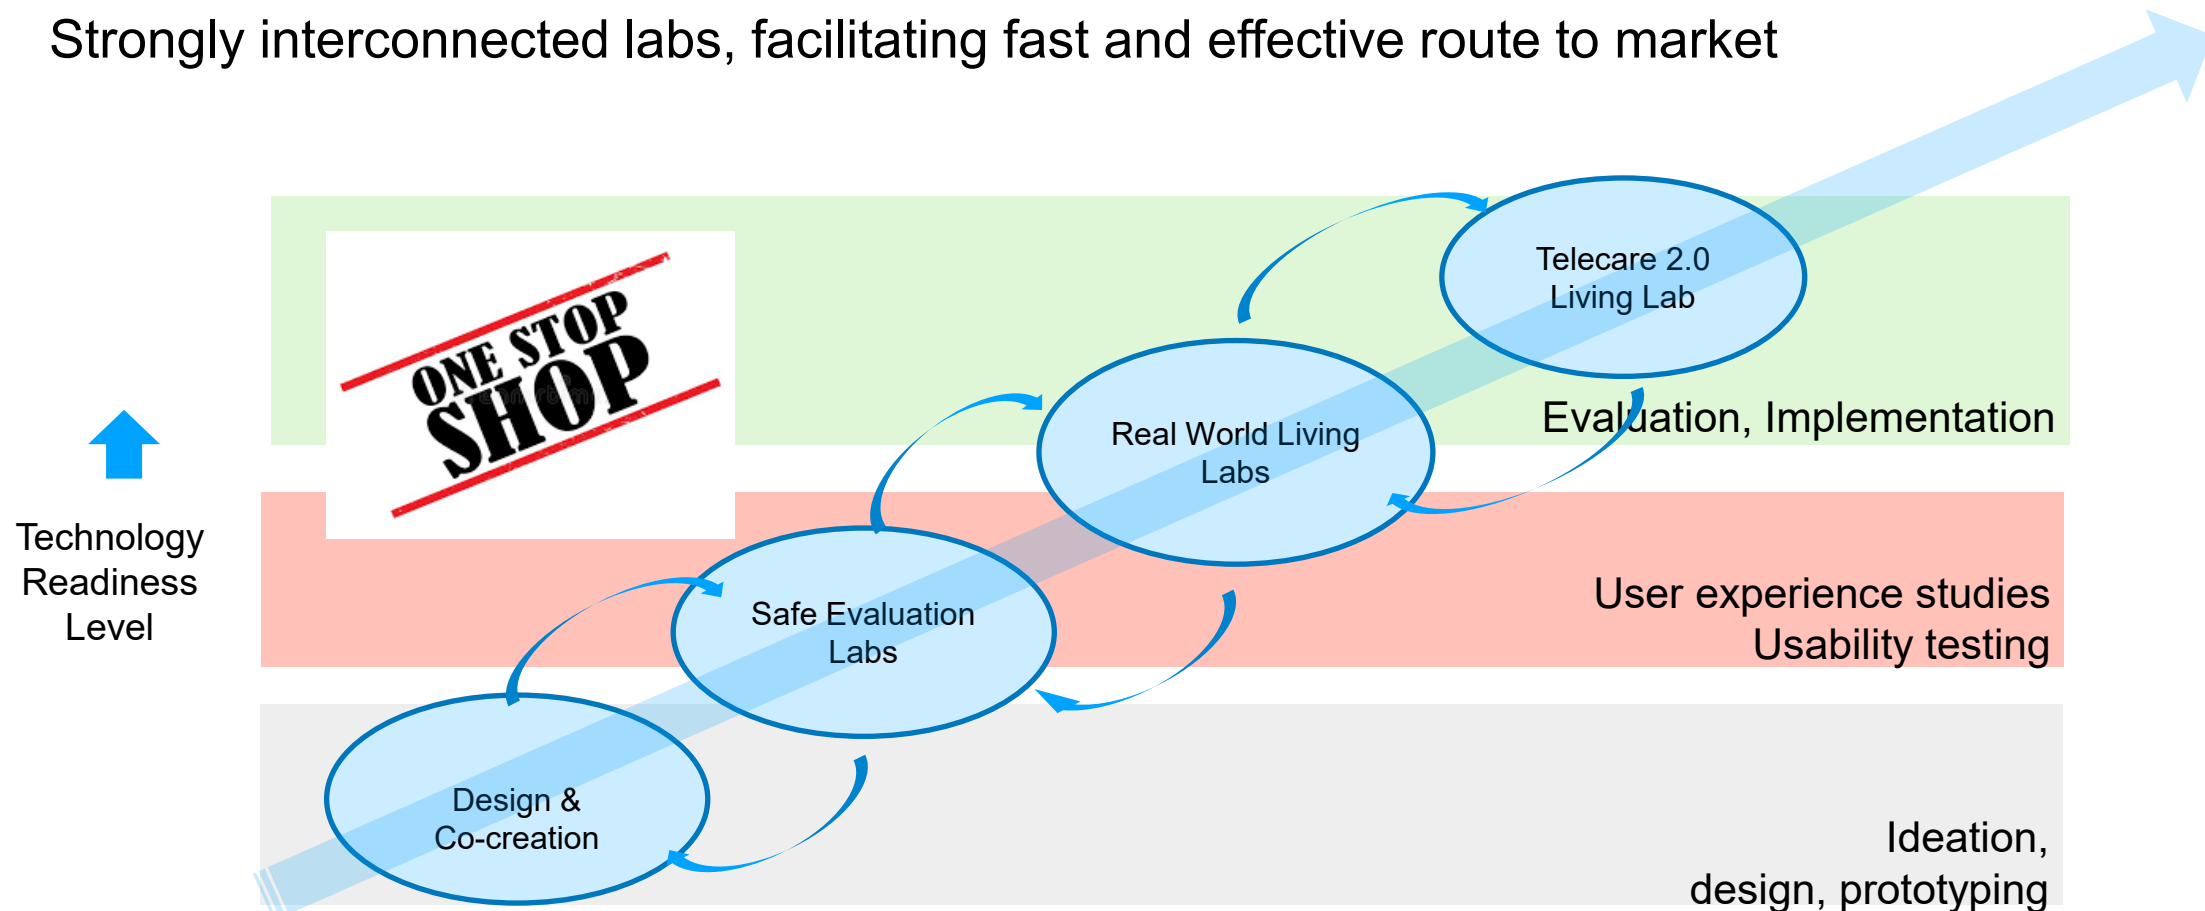 Strongly interconnected labs, facilitating fast and effective route to market
Telecare 2.0
Living Lab
ONE STOP
SHOP
Evaluation, Implementation
Real World Living
Labs
Technology
Readiness
Level
User experience studies
Usability testing
Safe Evaluation
Labs
Design &
Co-creation
Ideation,
design, prototyping